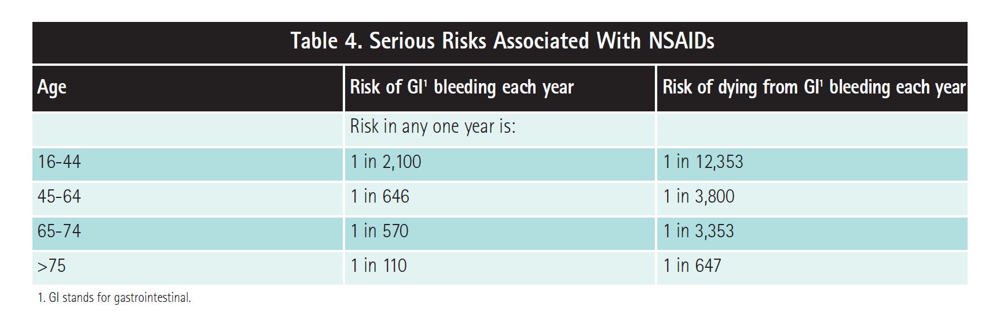 Table 4. Serious Risks Associated With NSAIDs
Age Risk of GI¹ bleeding each year Risk of dying from GI¹ bleeding each year
Risk in any one year is:
16-44 1 in 2,100 1 in 12,353
45-64 1 in 646 1 in 3,800
65-74 1 in 570 1 in 3,353
>75 1 in 110 1 in 647
1. GI stands for gastrointestinal.